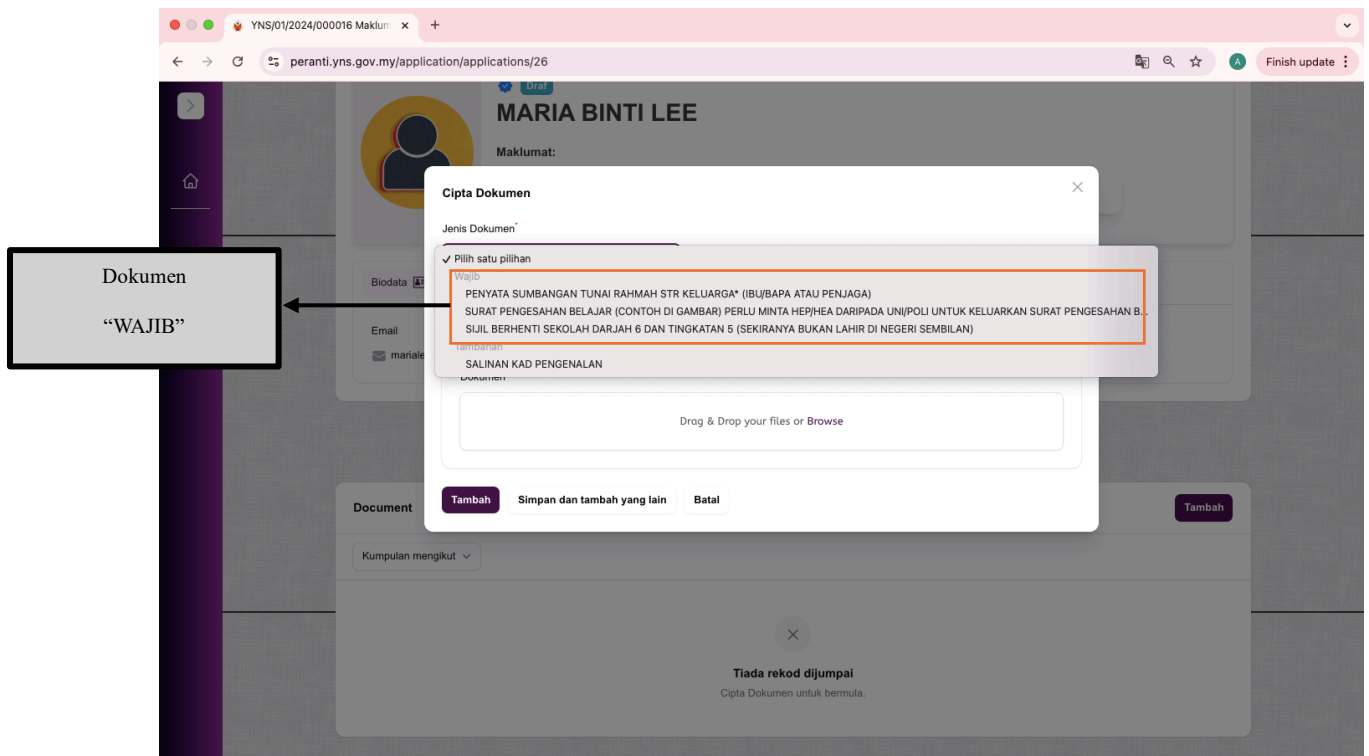 YNS/01/2024/000016 Maklum
peranti.yns.gov.my/application/applications/26
A
Finish update
Draf
MARIA BINTI LEE
Maklumat:
Cipta Dokumen
Jenis Dokumen*
✓ Pilih satu pilihan
Wajib
PENYATA SUMBANGAN TUNAI RAHMAH STR KELUARGA* (IBU/BAPA ATAU PENJAGA)
SURAT PENGESAHAN BELAJAR (CONTOH DI GAMBAR) PERLU MINTA HEP/HEA DARIPADA UNI/POLI UNTUK KELUARKAN SURAT PENGESAHAN B...
SIJIL BERHENTI SEKOLAH DARJAH 6 DAN TINGKATAN 5 (SEKIRANYA BUKAN LAHIR DI NEGERI SEMBILAN)
Tambahan
SALINAN KAD PENGENALAN
Dokumen
“WAJIB”
Biodata
Email
mariale
Dokumen
Drag & Drop your files or Browse
Tambah
Simpan dan tambah yang lain
Batal
Document
Tambah
Kumpulan mengikut
Tiada rekod dijumpai
Cipta Dokumen untuk bermula.